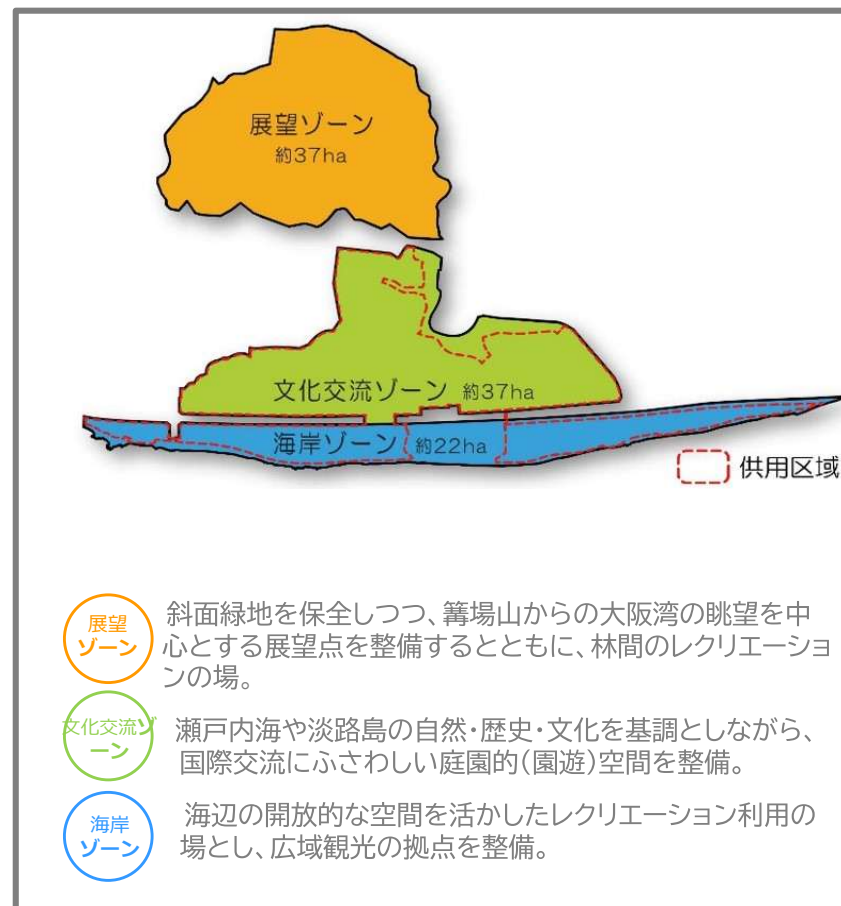 展望ゾーン
約37ha
文化交流ゾーン 約37ha
海岸ゾーン 約22ha
供用区域
展望
ゾーン
斜面緑地を保全しつつ、篝場山からの大阪湾の眺望を中
心とする展望点を整備するとともに、林間のレクリエーショ
ンの場。
文化交流ゾ
ーン
瀬戸内海や淡路島の自然・歴史・文化を基調としながら、
国際交流にふさわしい庭園的(園遊)空間を整備。
海岸
ゾーン
海辺の開放的な空間を活かしたレクリエーション利用の
場とし、広域観光の拠点を整備。